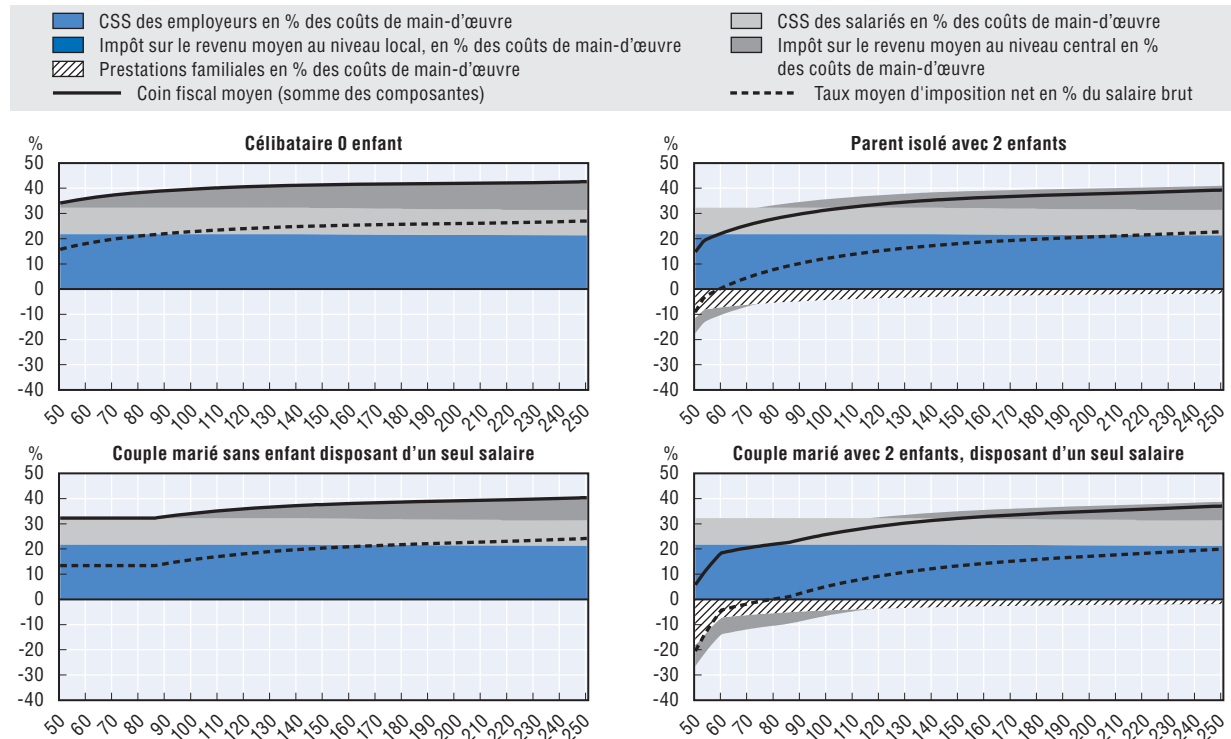 CSS des employeurs en % des coûts de main-d'œuvre
CSS des salariés en % des coûts de main-d'œuvre
Impôt sur le revenu moyen au niveau local, en % des coûts de main-d'œuvre
Impôt sur le revenu moyen au niveau central en %
des coûts de main-d'œuvre
Prestations familiales en % des coûts de main-d'œuvre
Coin fiscal moyen (somme des composantes)
Taux moyen d'imposition net en % du salaire brut
Célibataire 0 enfant
%
50
40
30
20
10
0
-10
-20
-30
-40
50 60 70 80 90 100 110 120 130 140 150 160 170 180 190 200 210 220 230 240 250
Parent isolé avec 2 enfants
%
50
40
30
20
10
0
-10
-20
-30
-40
50 60 70 80 90 100 110 120 130 140 150 160 170 180 190 200 210 220 230 240 250
Couple marié sans enfant disposant d'un seul salaire
%
50
40
30
20
10
0
-10
-20
-30
-40
50 60 70 80 90 100 110 120 130 140 150 160 170 180 190 200 210 220 230 240 250
Couple marié avec 2 enfants, disposant d'un seul salaire
%
50
40
30
20
10
0
-10
-20
-30
-40
50 60 70 80 90 100 110 120 130 140 150 160 170 180 190 200 210 220 230 240 250